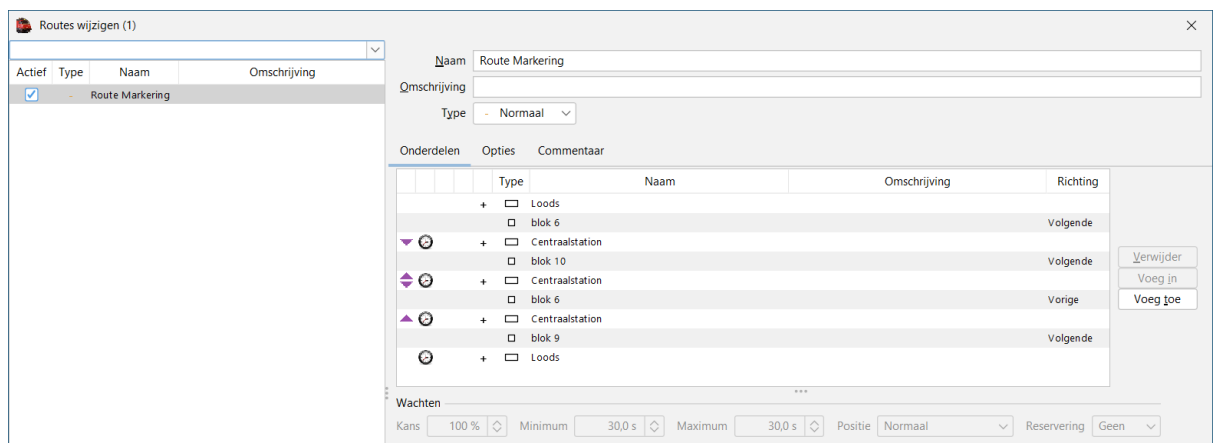 Routes wijzigen (1)
Naam Route Markering
Actief Type Naam Omschrijving
Omschrijving
- Route Markering
Type - Normaal
Onderdelen Opties Commentaar
Type Naam Omschrijving Richting
+ Loods
blok 6 Volgende
+ Centraalstation
blok 10 Volgende
Verwijder
+ Centraalstation
Voeg in
blok 6 Vorige
Voeg toe
+ Centraalstation
blok 9 Volgende
+ Loods
Wachten
Kans 100 % Minimum 30,0 s Maximum 30,0 s Positie Normaal Reservering Geen